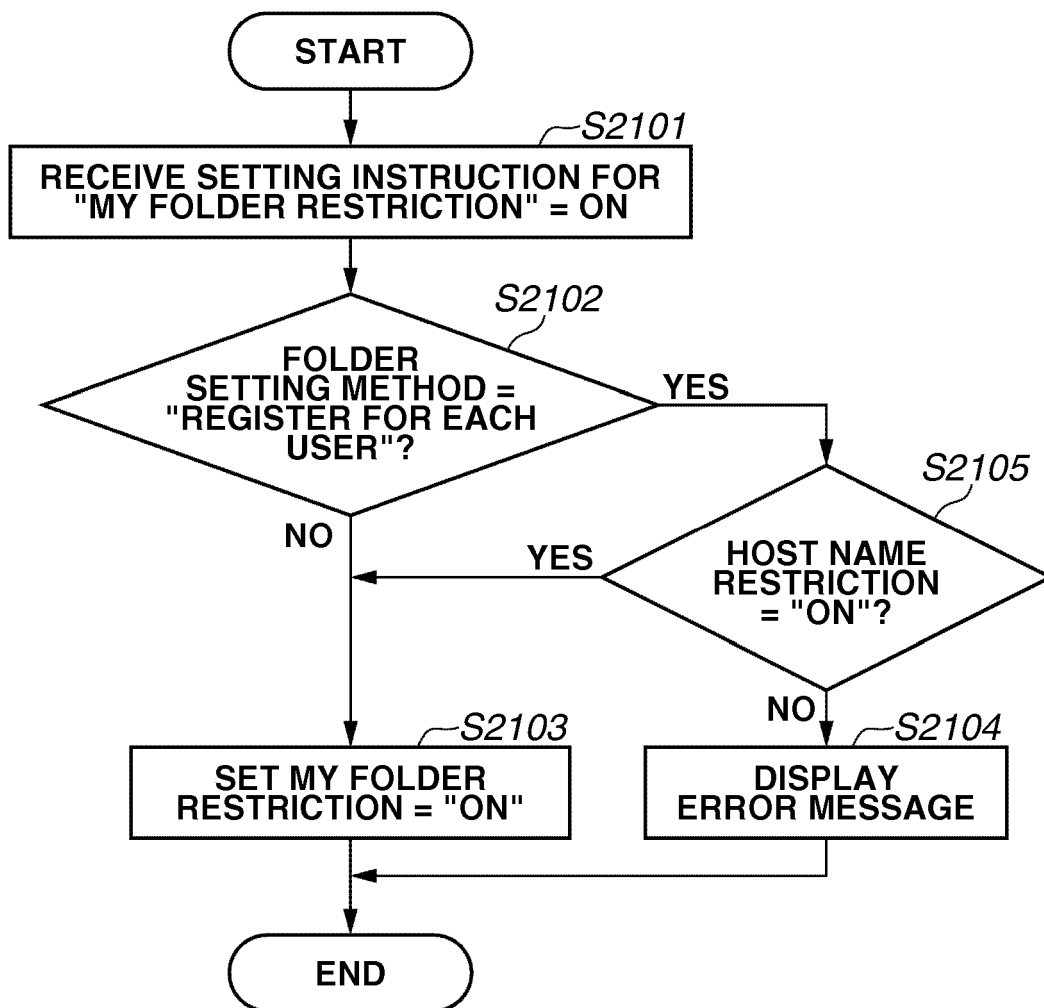 START
S2101
RECEIVE SETTING INSTRUCTION FOR
"MY FOLDER RESTRICTION" = ON
S2102
FOLDER
SETTING METHOD =
"REGISTER FOR EACH
USER"?
YES
NO
S2105
HOST NAME
RESTRICTION
= "ON"?
YES
NO
S2103
SET MY FOLDER
RESTRICTION = "ON"
S2104
DISPLAY
ERROR MESSAGE
END